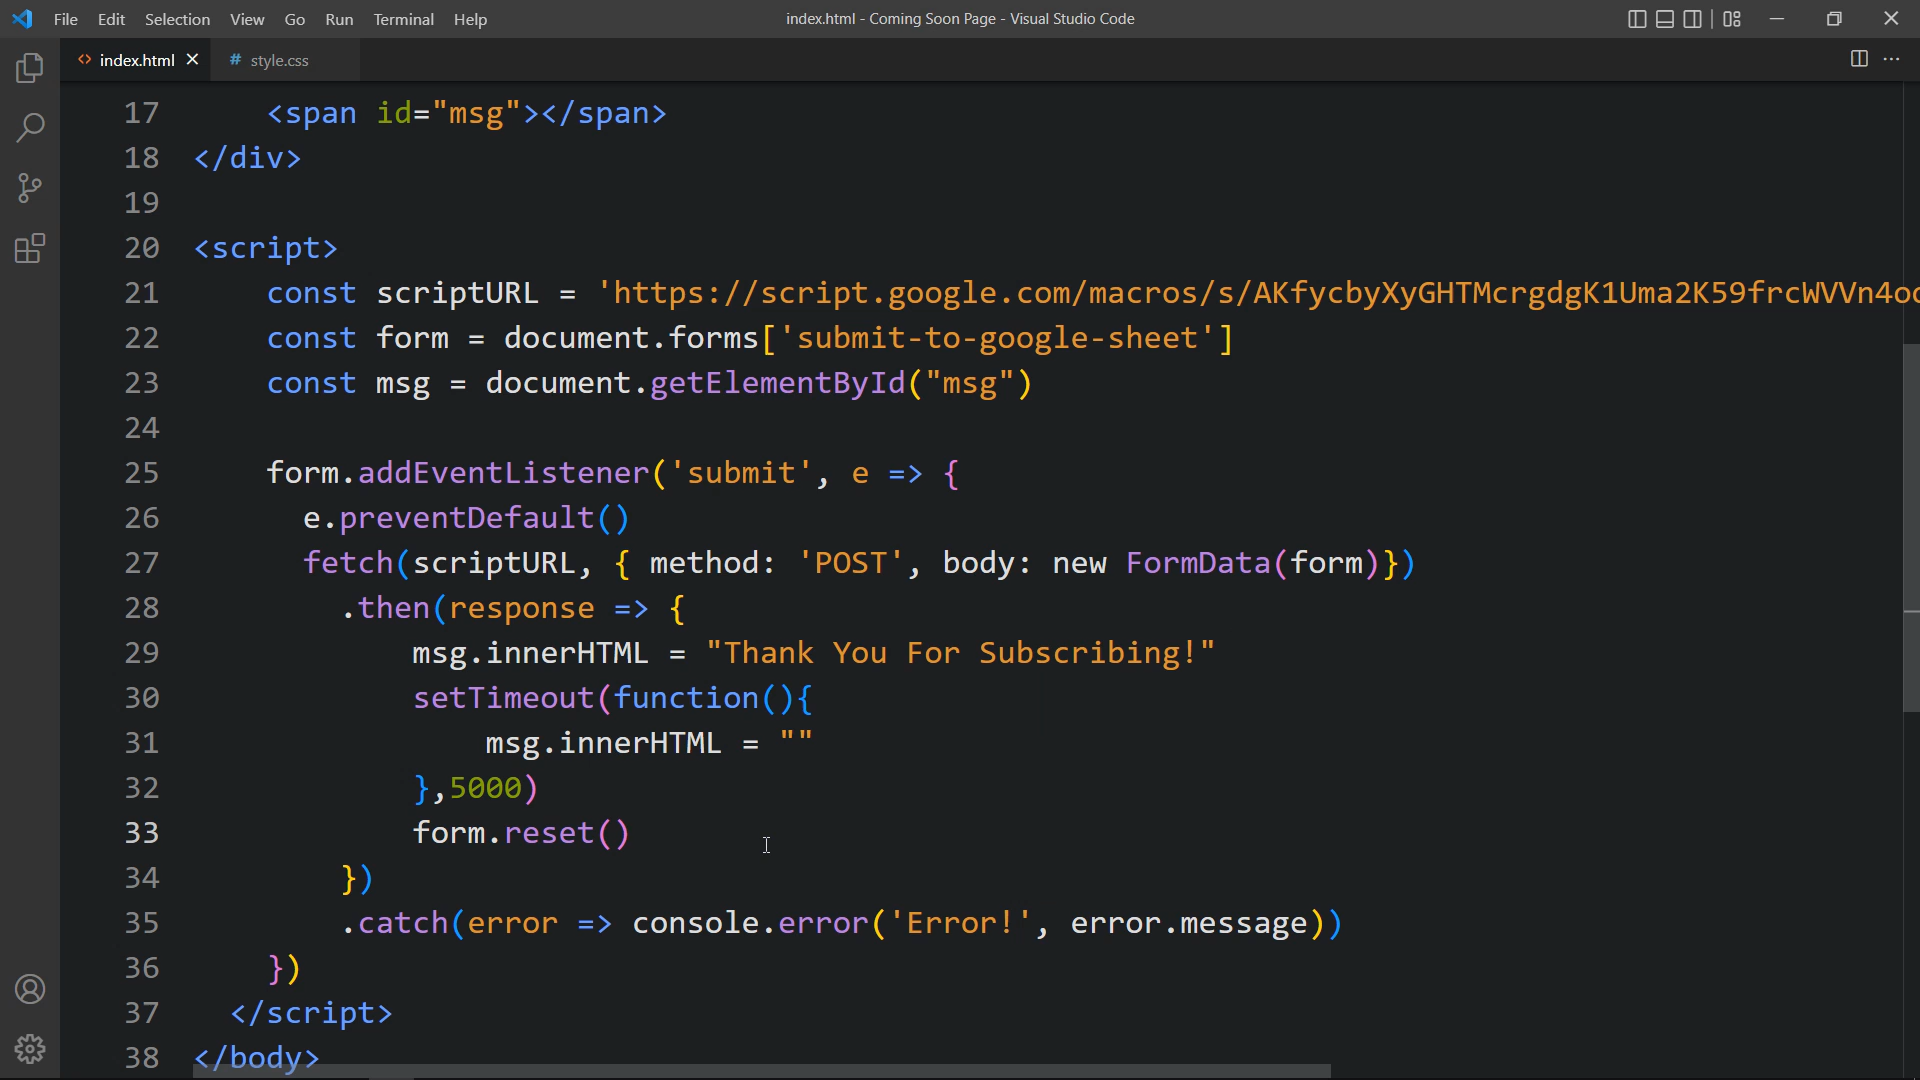 File Edit Selection View Go Run Terminal Help index.html - Coming Soon Page - Visual Studio Code
index.html # style.css
17 <span id="msg"></span>
18 </div>
19
20 <script>
21 const scriptURL = 'https://script.google.com/macros/s/AKfycbyXyGHTMcrgdgK1Uma2K59frcWVVn4oc
22 const form = document.forms['submit-to-google-sheet']
23 const msg = document.getElementById("msg")
24
25 form.addEventListener('submit', e => {
26 e.preventDefault()
27 fetch(scriptURL, { method: 'POST', body: new FormData(form)})
28 .then(response => {
29 msg.innerHTML = "Thank You For Subscribing!"
30 setTimeout(function(){
31 msg.innerHTML = ""
32 },5000)
33 form.reset()
34 })
35 .catch(error => console.error('Error!', error.message))
36 })
37 </script>
38 </body>